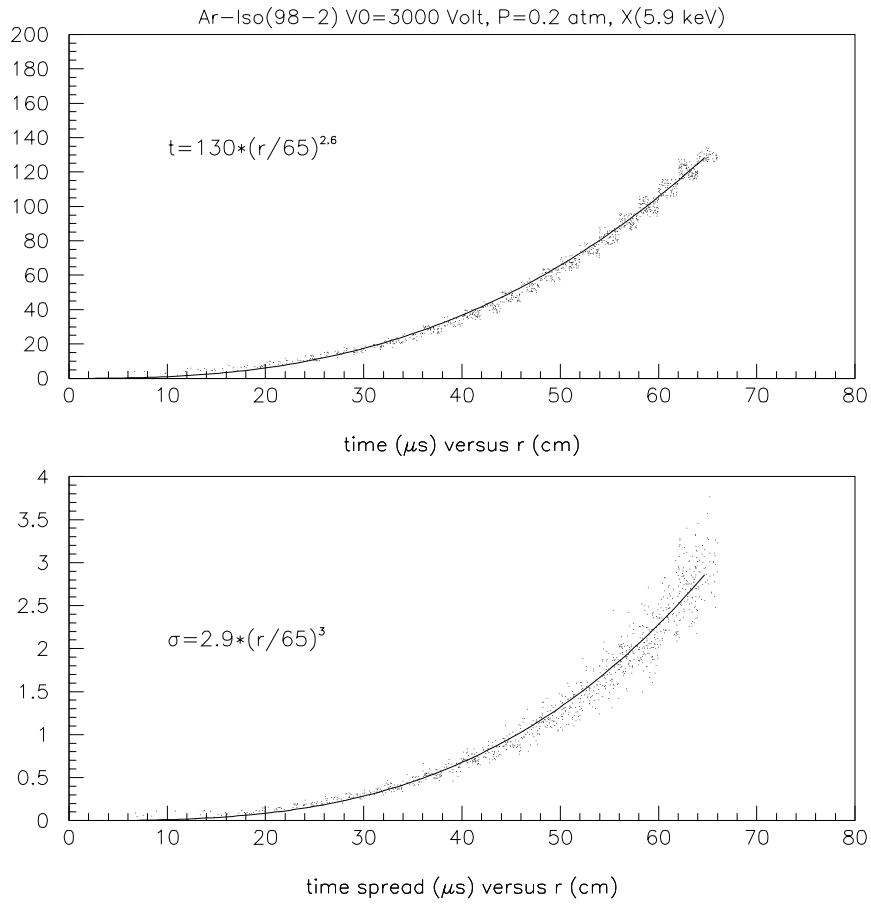 Ar-Iso(98-2) V0=3000 Volt, P=0.2 atm, X(5.9 keV)
200
180
160
140
120
100
80
60
40
20
0
t=130*(r/65)^2.6
0 10 20 30 40 50 60 70 80
time (μs) versus r (cm)
4
3.5
3
2.5
2
1.5
1
0.5
0
σ=2.9*(r/65)^3
0 10 20 30 40 50 60 70 80
time spread (μs) versus r (cm)